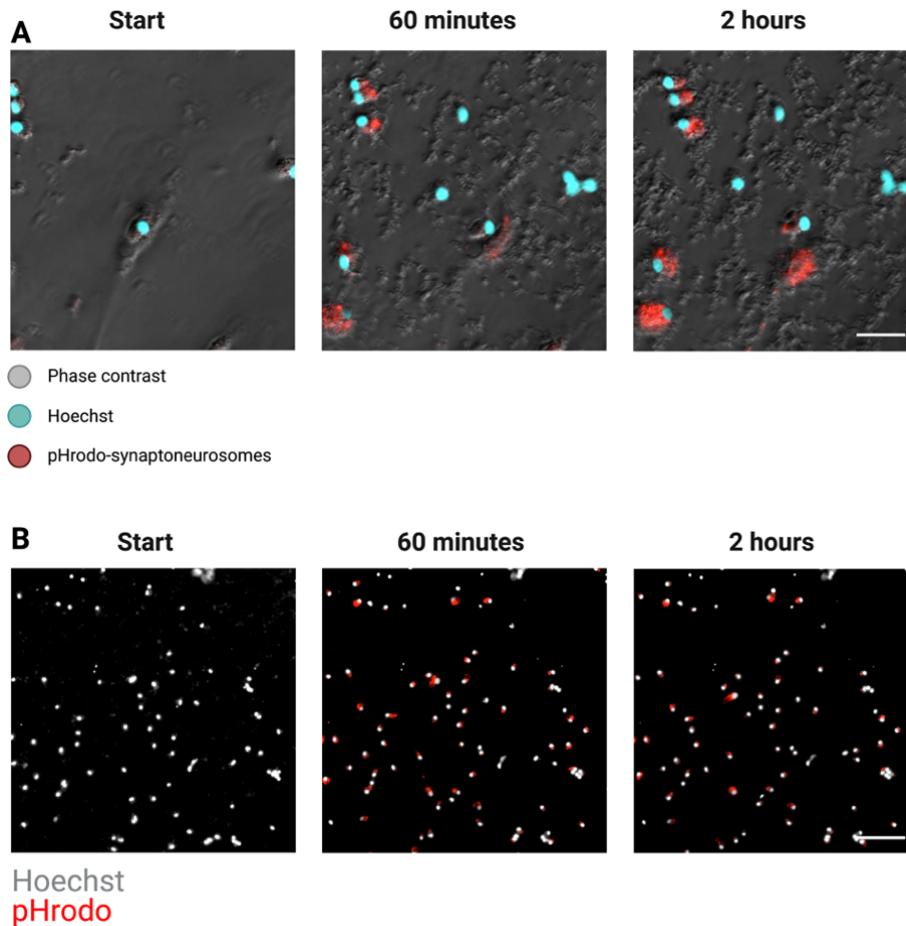 A
Start
60 minutes
2 hours
Phase contrast
Hoechst
pHrodo-synaptoneurosomes
B
Start
60 minutes
2 hours
Hoechst
pHrodo